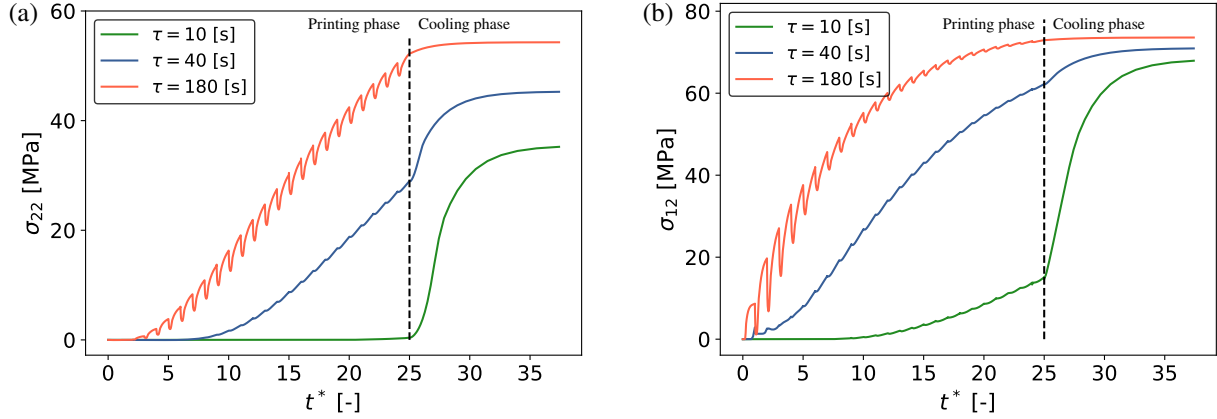 (a)
Printing phase Cooling phase
τ = 10 [s]
τ = 40 [s]
τ = 180 [s]
60
40
20
0
σ22 [MPa]
0 5 10 15 20 25 30 35
t* [-]
(b)
Printing phase Cooling phase
τ = 10 [s]
τ = 40 [s]
τ = 180 [s]
80
60
40
20
0
σ12 [MPa]
0 5 10 15 20 25 30 35
t* [-]